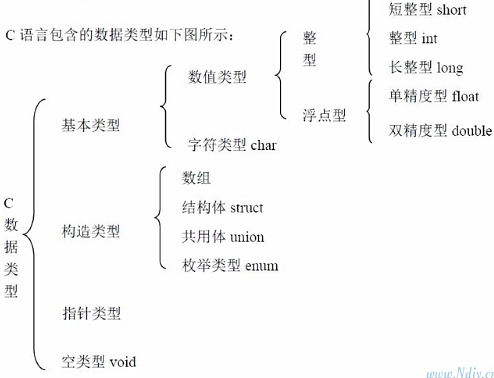 短整型 short
C 语言包含的数据类型如下图所示：
整型
整型 int
数值类型
长整型 long
单精度型 float
浮点型
基本类型
双精度型 double
字符类型 char
数组
C数据类型
结构体 struct
构造类型
共用体 union
枚举类型 enum
指针类型
空类型 void
www.Ndiy.cn